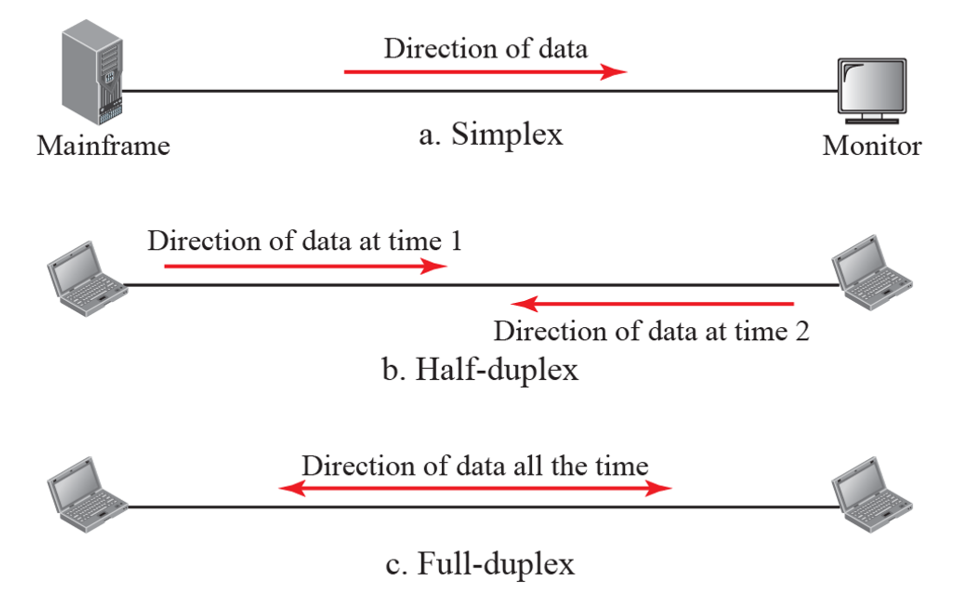 Direction of data
Mainframe
a. Simplex
Monitor
Direction of data at time 1
Direction of data at time 2
b. Half-duplex
Direction of data all the time
c. Full-duplex